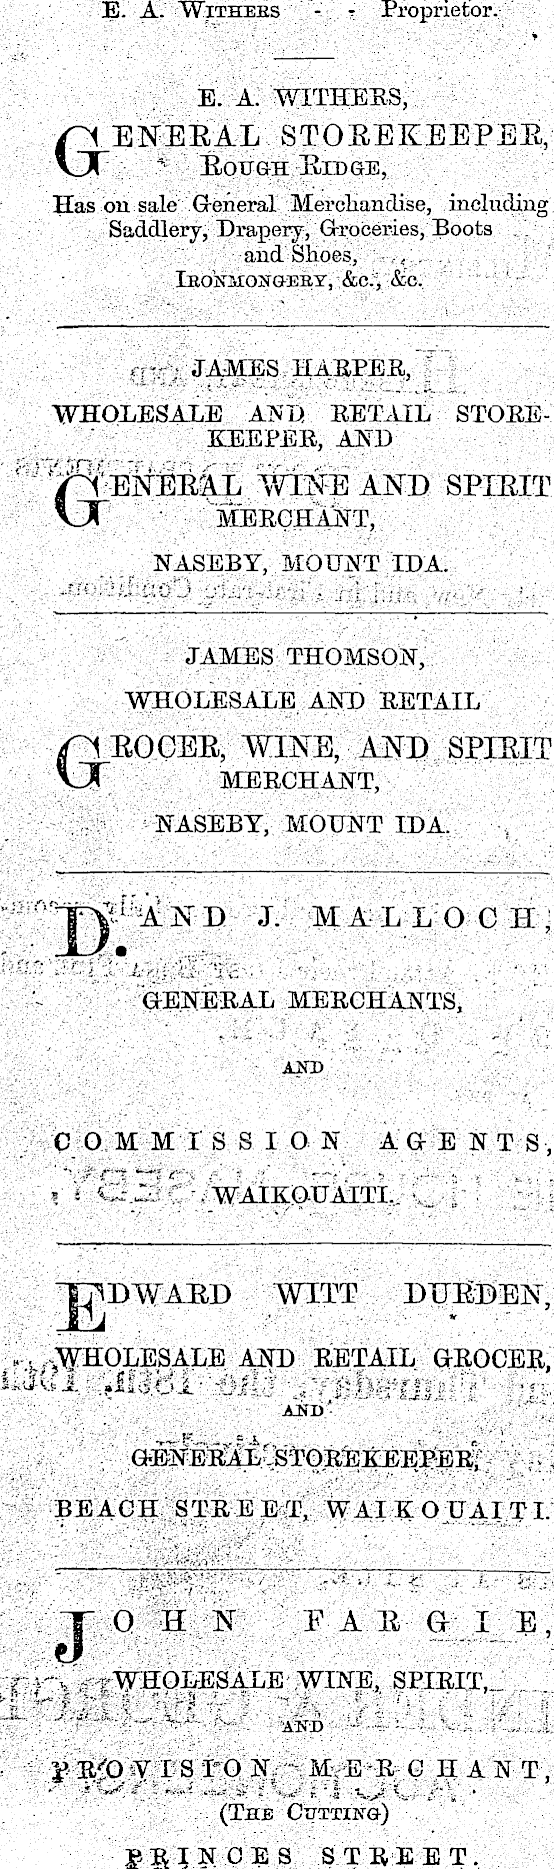 E. A. WITHERS - - Proprietor.
E. A. WITHERS,
GENERAL STOREKEEPER,
ROUGH RIDGE,
Has on sale General Merchandise, including
Saddlery, Drapery, Groceries, Boots
and Shoes,
IRONMONGERY, &c., &c.
JAMES HARPER,
WHOLESALE AND RETAIL STORE-
KEEPER, AND
GENERAL WINE AND SPIRIT
MERCHANT,
NASEBY, MOUNT IDA.
JAMES THOMSON,
WHOLESALE AND RETAIL
GROCER, WINE, AND SPIRIT
MERCHANT,
NASEBY, MOUNT IDA.
D. AND J. MALLOCH,
GENERAL MERCHANTS,
AND
COMMISSION AGENTS,
WAIKOUAITI.
EDWARD WITT DURDEN,
WHOLESALE AND RETAIL GROCER,
AND
GENERAL STOREKEEPER,
BEACH STREET, WAIKOUAITI.
JOHN FARGIE,
WHOLESALE WINE, SPIRIT,
AND
PROVISION MERCHANT,
(THE CUTTING)
PRINCES STREET.